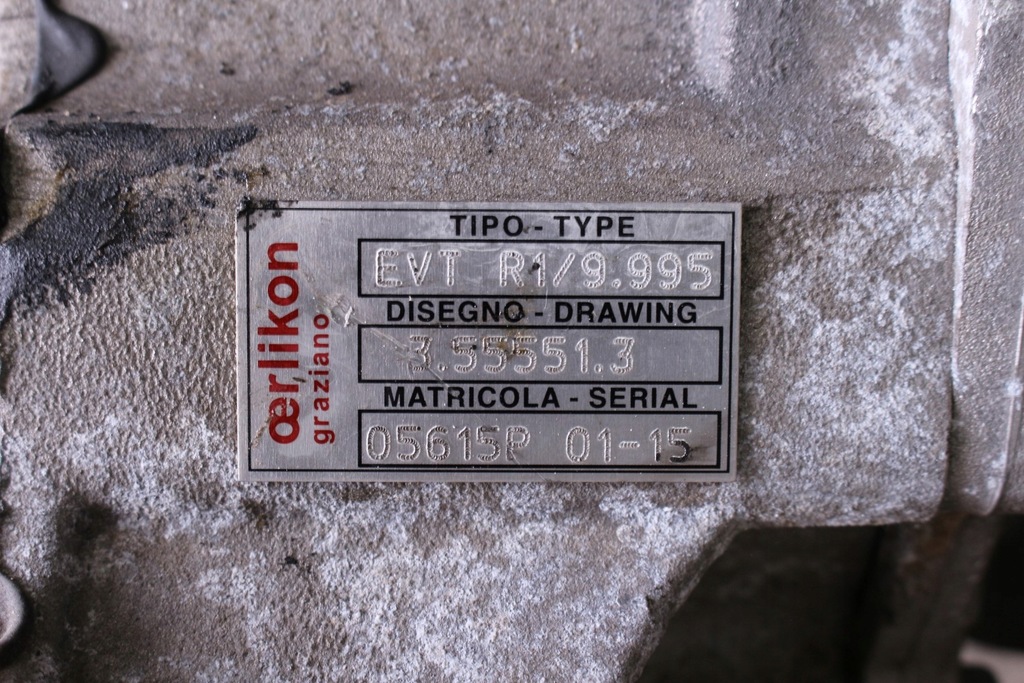 œrlikon
graziano
TIPO - TYPE
EVT R1/9.995
DISEGNO - DRAWING
3.55551.3
MATRICOLA - SERIAL
05615P 01-15